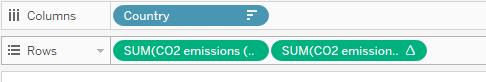 Columns Country
Rows SUM(CO2 emissions (.. SUM(CO2 emission.. Δ